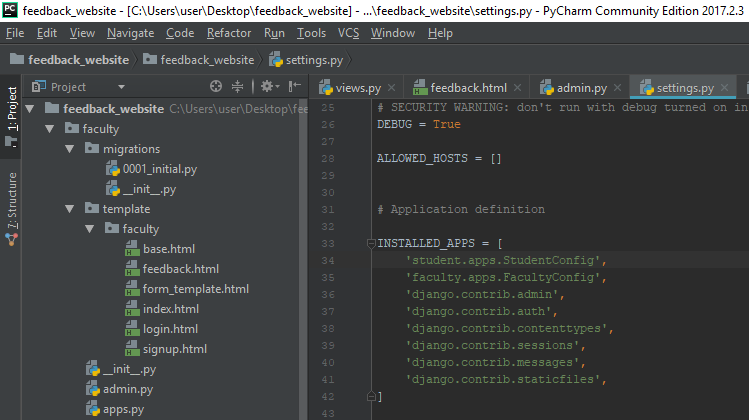 PC feedback_website - [C:\Users\user\Desktop\feedback_website] - ...\feedback_website\settings.py - PyCharm Community Edition 2017.2.3
File Edit View Navigate Code Refactor Run Tools VCS Window Help
feedback_website feedback_website settings.py
1: Project
7: Structure
Project
feedback_website C:\Users\user\Desktop\fee
faculty
migrations
0001_initial.py
__init__.py
template
faculty
base.html
feedback.html
form_template.html
index.html
login.html
signup.html
__init__.py
admin.py
apps.py
views.py feedback.html admin.py settings.py
25 # SECURITY WARNING: don't run with debug turned on in
26 DEBUG = True
27
28 ALLOWED_HOSTS = []
29
30
31 # Application definition
32
33 INSTALLED_APPS = [
34 'student.apps.StudentConfig',
35 'faculty.apps.FacultyConfig',
36 'django.contrib.admin',
37 'django.contrib.auth',
38 'django.contrib.contenttypes',
39 'django.contrib.sessions',
40 'django.contrib.messages',
41 'django.contrib.staticfiles',
42 ]
43